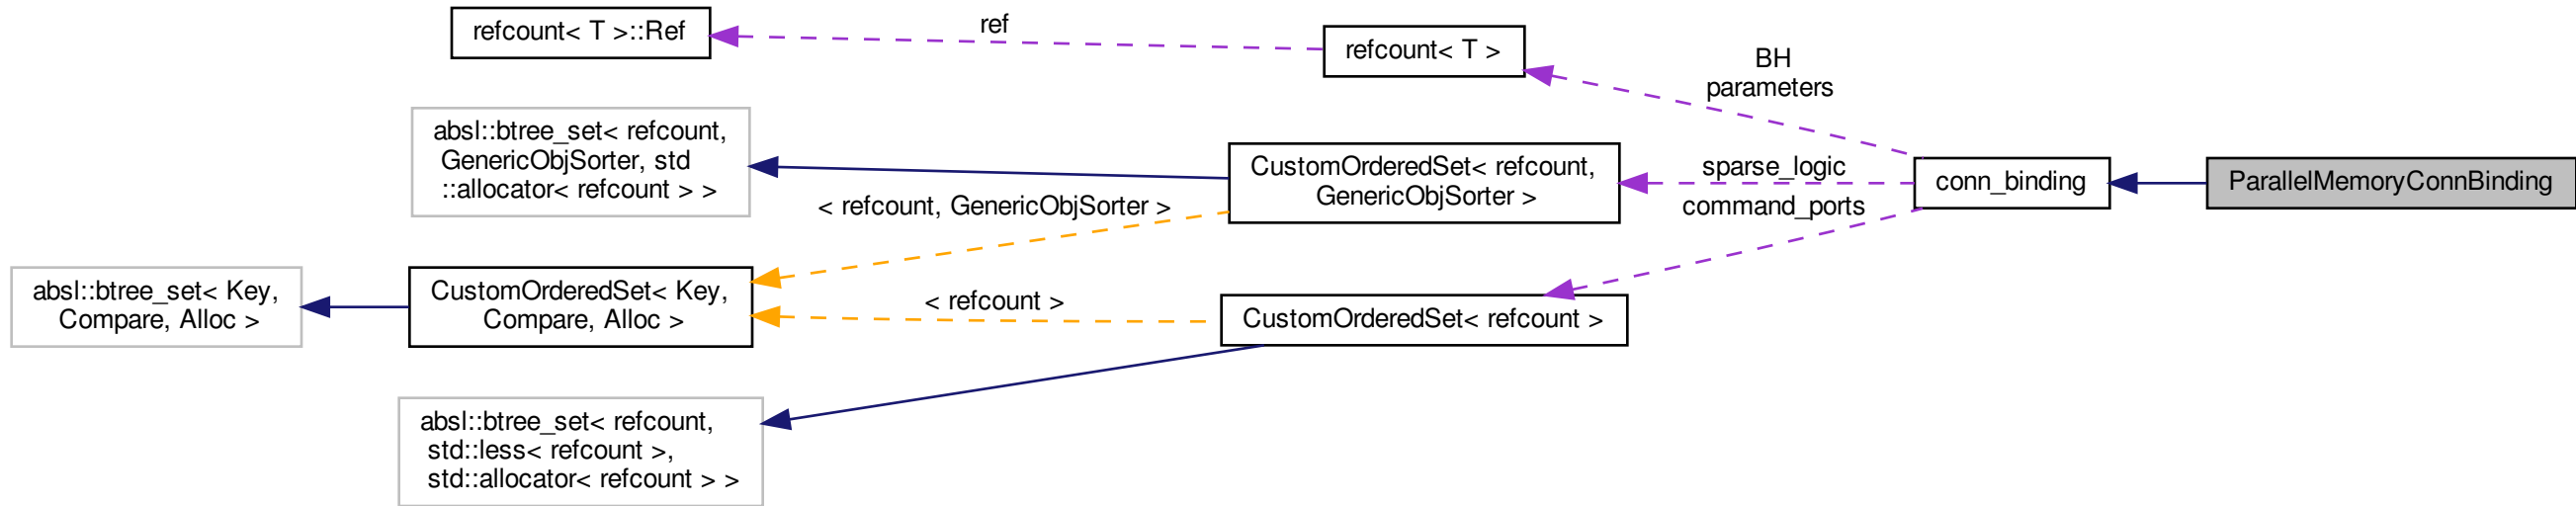 refcount< T >::Ref
ref
refcount< T >
BH
parameters
absl::btree_set< refcount,
GenericObjSorter, std
::allocator< refcount > >
CustomOrderedSet< refcount,
GenericObjSorter >
sparse_logic
conn_binding
ParallelMemoryConnBinding
< refcount, GenericObjSorter >
command_ports
absl::btree_set< Key,
Compare, Alloc >
CustomOrderedSet< Key,
Compare, Alloc >
< refcount >
CustomOrderedSet< refcount >
absl::btree_set< refcount,
std::less< refcount >,
std::allocator< refcount > >